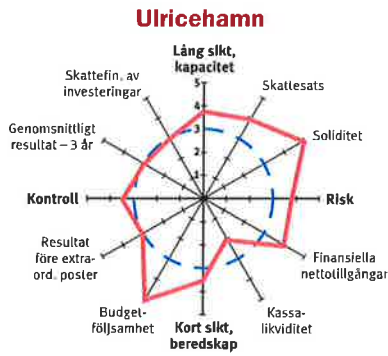 Ulricehamn
Lång sikt,
kapacitet
Skattefin. av
investeringar
Skattesats
5
4
3
2
1
Genomsnittligt
resultat – 3 år
Soliditet
Kontroll
Risk
Resultat
före extra-
ord. poster
Finansiella
nettotillgångar
Budget-
följsamhet
Kassa-
likviditet
Kort sikt,
beredskap